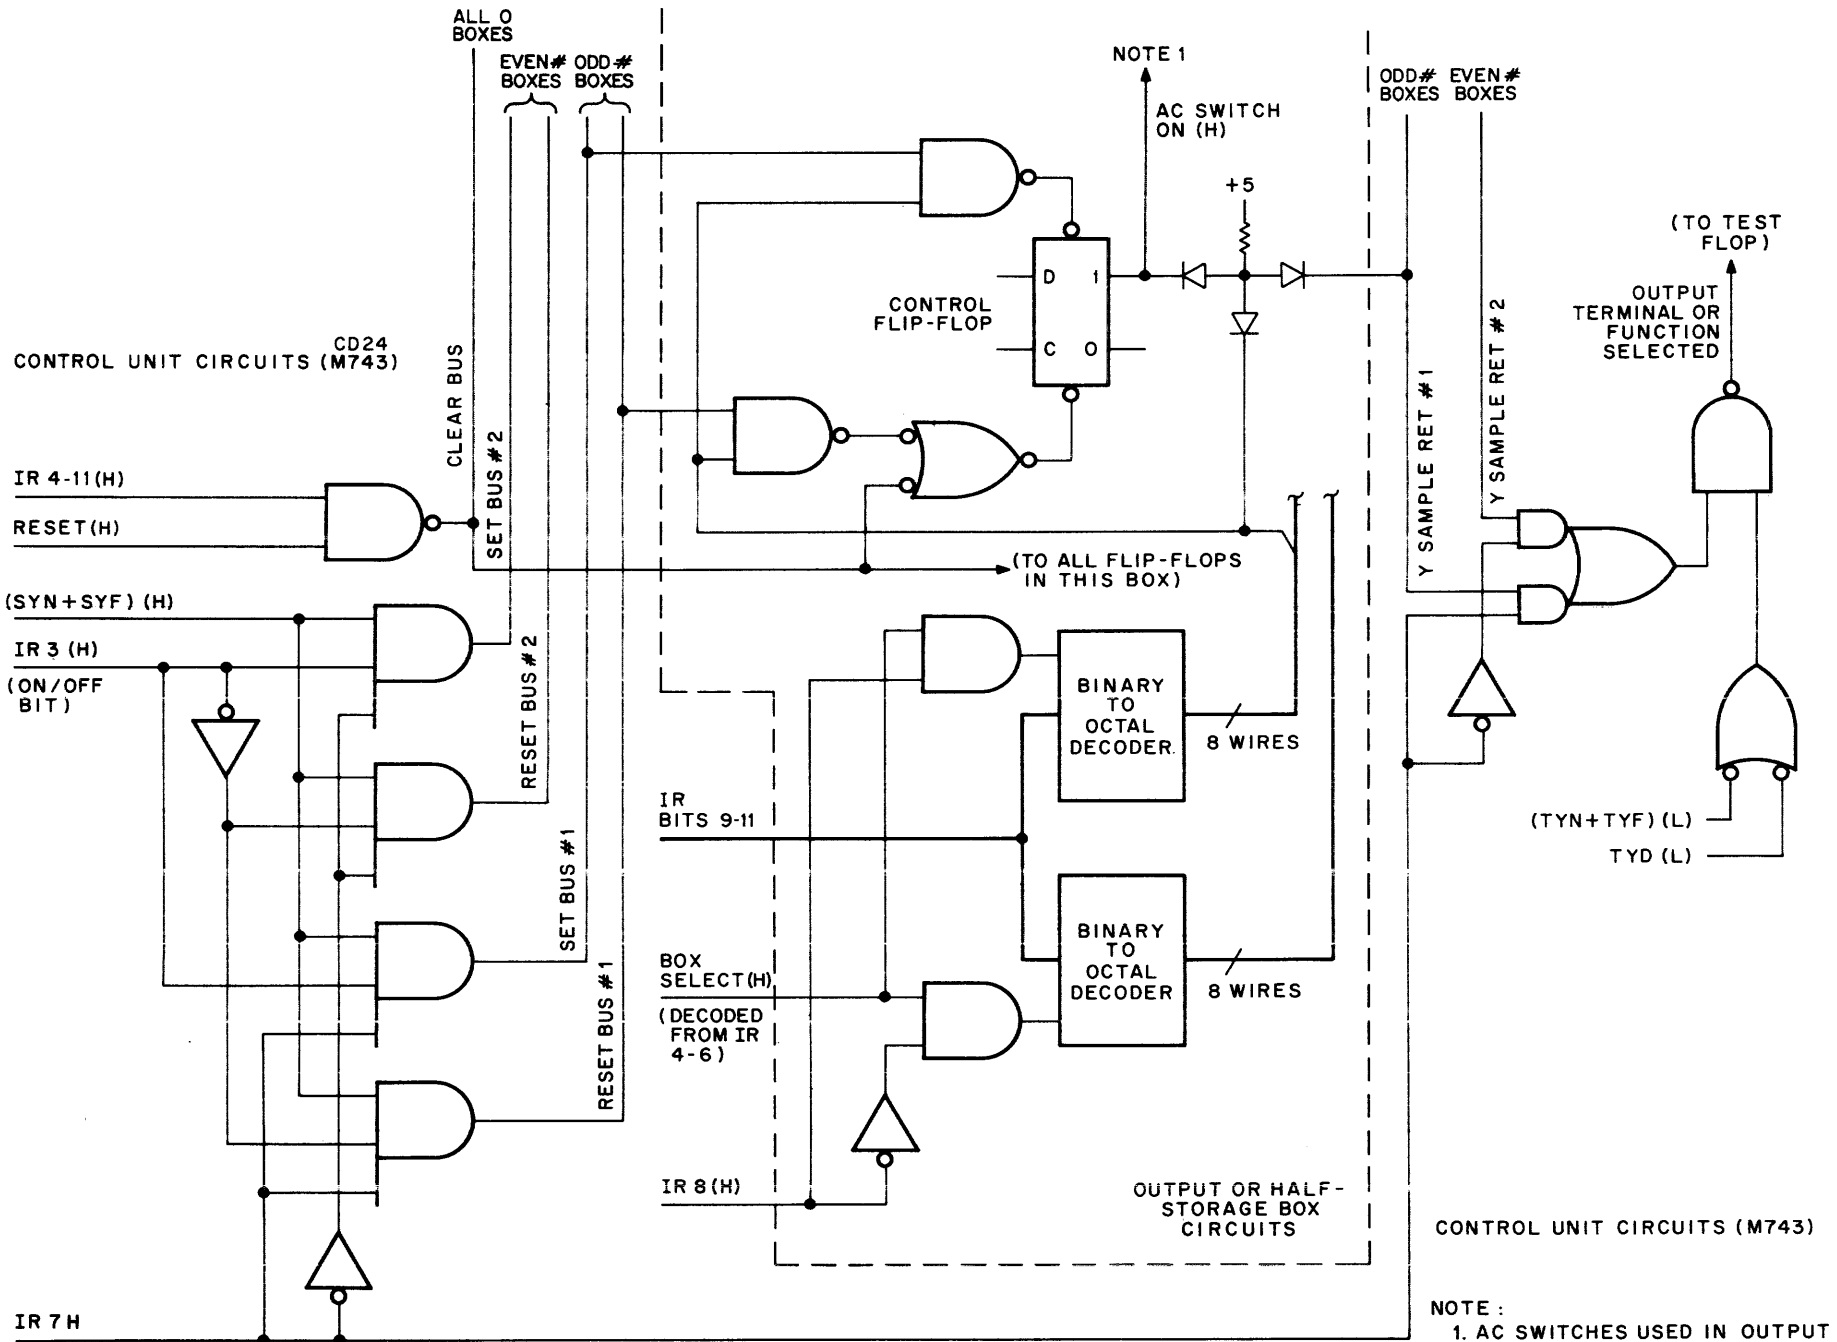 ALL O
BOXES
EVEN# ODD #
BOXES BOXES
NOTE 1
AC SWITCH
ON (H)
+5
ODD# EVEN #
BOXES BOXES
(TO TEST
FLOP)
OUTPUT
TERMINAL OR
FUNCTION
SELECTED
D 1
C O
CONTROL
FLIP-FLOP
CD24
CONTROL UNIT CIRCUITS (M743)
CLEAR BUS
SET BUS #2
RESET BUS #2
SET BUS #1
RESET BUS #1
Y SAMPLE RET #1
Y SAMPLE RET #2
IR 4-11(H)
RESET(H)
(SYN+SYF) (H)
IR 3 (H)
(ON/OFF
BIT)
(TO ALL FLIP-FLOPS
IN THIS BOX)
BINARY
TO
OCTAL
DECODER
8 WIRES
IR
BITS 9-11
BINARY
TO
OCTAL
DECODER
8 WIRES
BOX
SELECT(H)
(DECODED
FROM IR
4-6)
IR 8(H)
OUTPUT OR HALF-
STORAGE BOX
CIRCUITS
(TYN+TYF) (L)
TYD (L)
CONTROL UNIT CIRCUITS (M743)
IR 7 H
NOTE :
1. AC SWITCHES USED IN OUTPUT